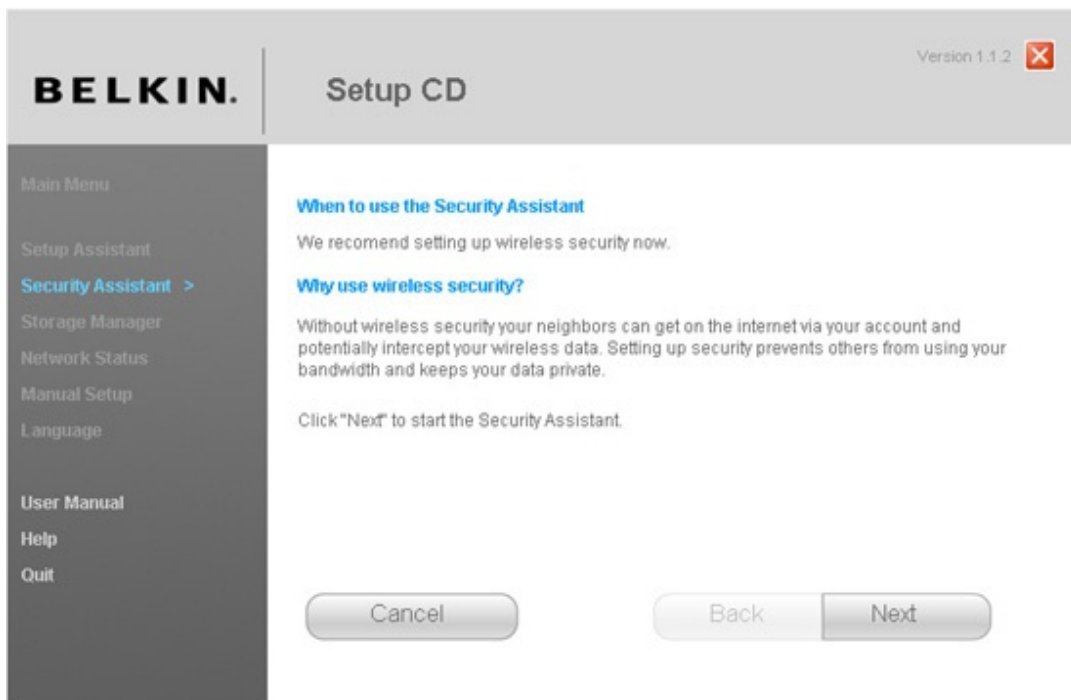 BELKIN.
Setup CD
Version 1.1.2
Main Menu
Setup Assistant
Security Assistant >
Storage Manager
Network Status
Manual Setup
Language
User Manual
Help
Quit
When to use the Security Assistant
We recomend setting up wireless security now.
Why use wireless security?
Without wireless security your neighbors can get on the internet via your account and
potentially intercept your wireless data. Setting up security prevents others from using your
bandwidth and keeps your data private.
Click "Next" to start the Security Assistant.
Cancel
Back
Next